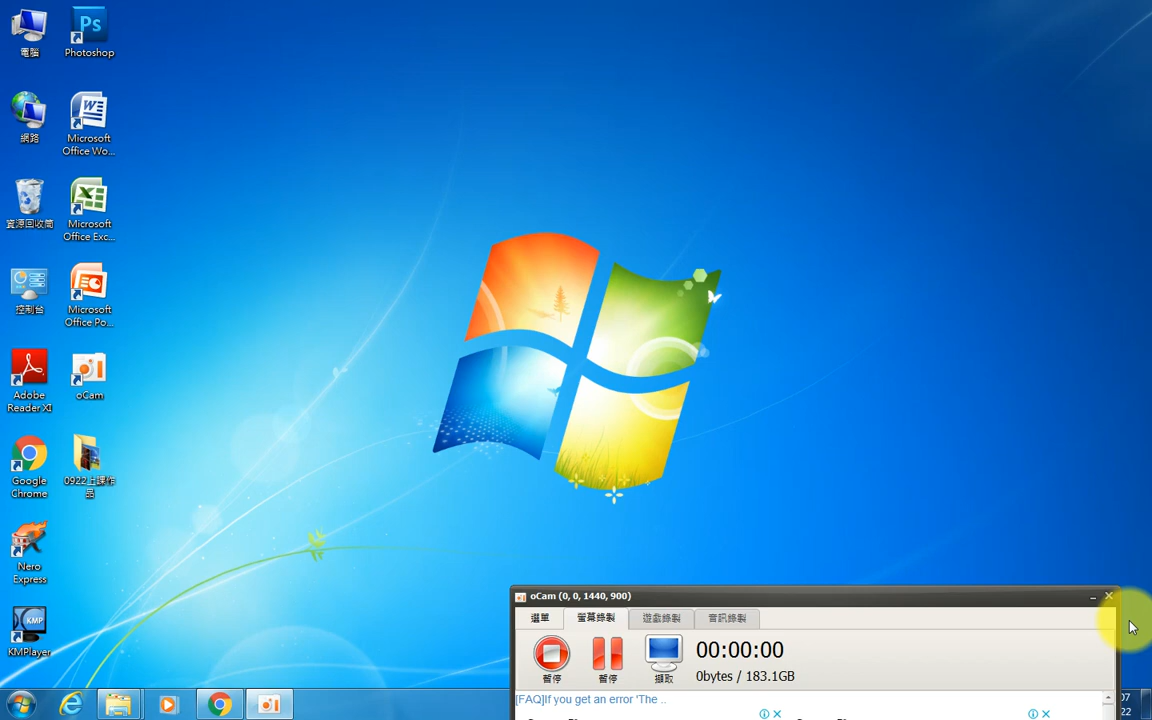 電腦
Ps
Photoshop
網路
Microsoft
Office Wo...
資源回收筒
Microsoft
Office Exc...
控制台
Microsoft
Office Po...
Adobe
Reader XI
oCam
Google
Chrome
0922上課作
品
Nero
Express
KMP
KMPlayer
oCam (0, 0, 1440, 900)
選單
螢幕錄製
遊戲錄製
音訊錄製
暫停
暫停
擷取
00:00:00
0bytes / 183.1GB
[FAQ]If you get an error 'The ..
07
22